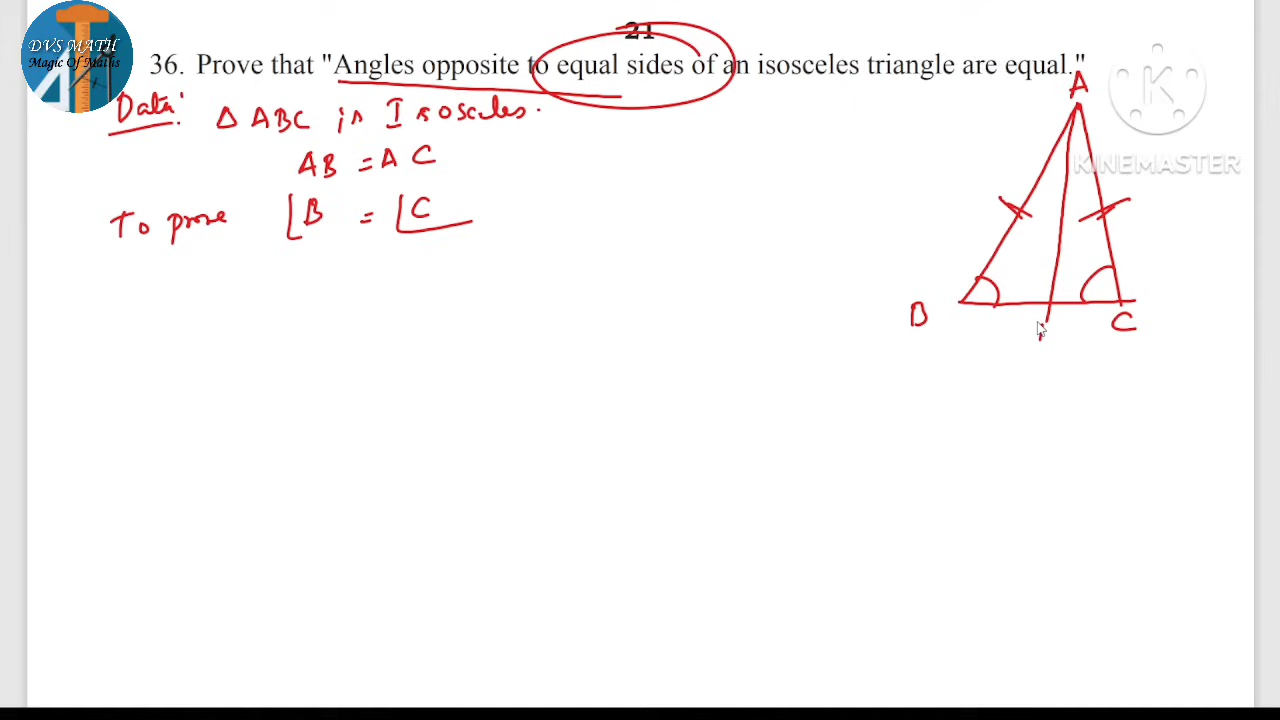 DVS MATH
Magic Of Maths
21
36. Prove that "Angles opposite to equal sides of an isosceles triangle are equal."
Data: Δ ABC is Isosceles.
AB = AC
To prove ⌊B = ⌊C
A
B
C
K
KINEMASTER